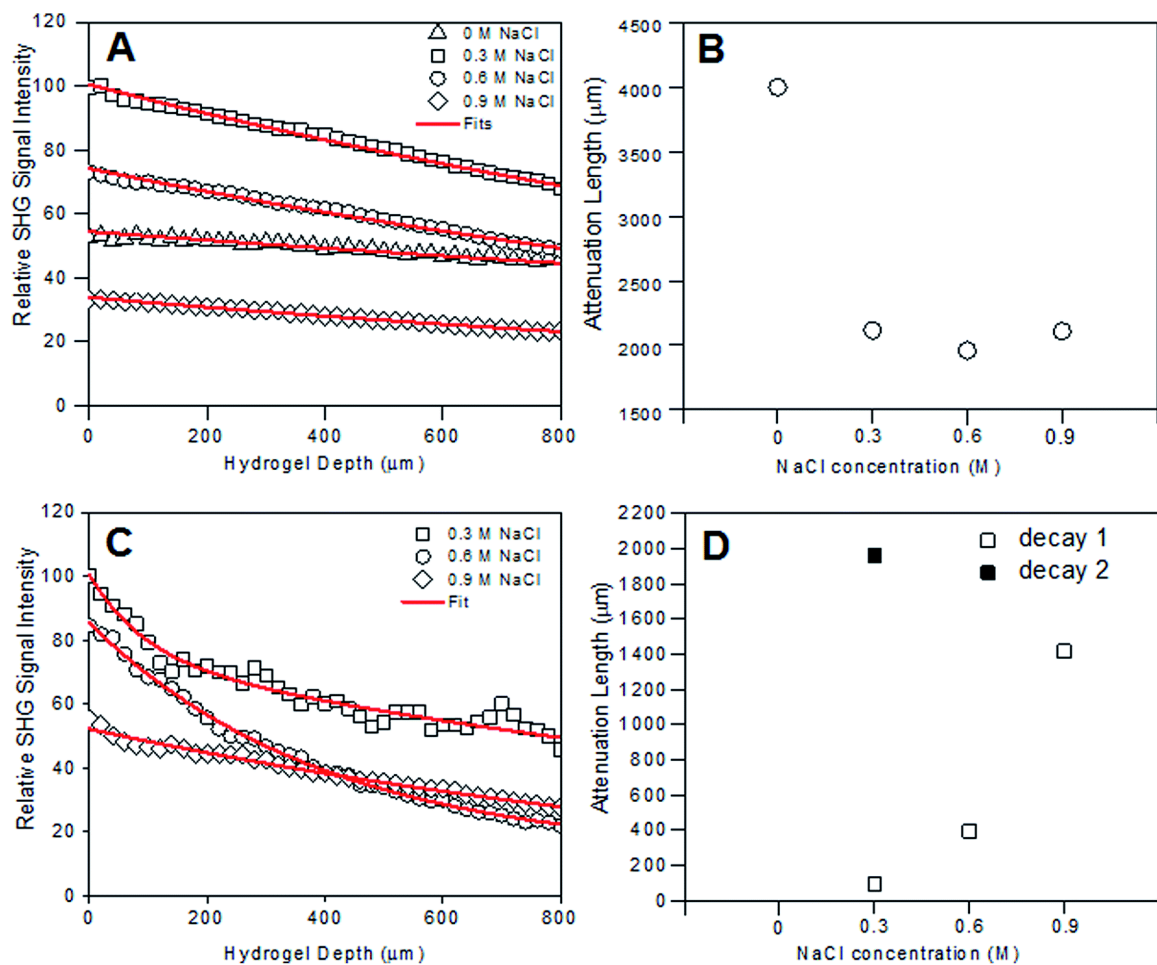 A
0 M NaCl
0.3 M NaCl
0.6 M NaCl
0.9 M NaCl
Fits
120
100
80
60
40
20
0
Relative SHG Signal Intensity
0 200 400 600 800
Hydrogel Depth (µm)
B
4500
4000
4500
3000
2500
2000
1500
Attenuation Length (µm)
0 0.3 0.6 0.9
NaCl concentration (M)
C
0.3 M NaCl
0.6 M NaCl
0.9 M NaCl
Fit
120
100
80
60
40
20
0
Relative SHG Signal Intensity
0 200 400 600 800
Hydrogel Depth (µm)
D
decay 1
decay 2
2200
2000
1800
1600
1400
1200
1000
800
600
400
200
0
Attenuation Length (µm)
0 0.3 0.6 0.9
NaCl concentration (M)